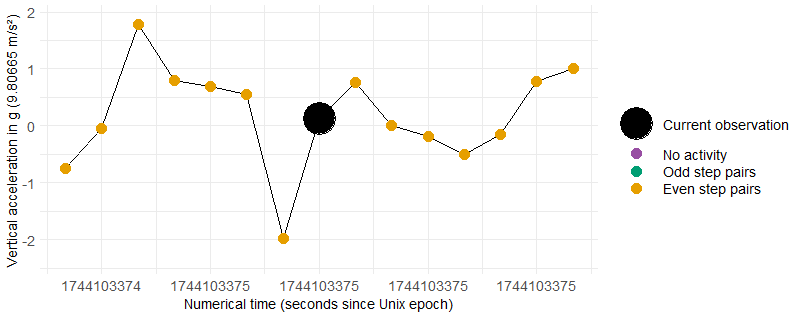 Vertical acceleration in g (9.80665 m/s²)
2
1
0
-1
-2
1744103374 1744103375 1744103375 1744103375 1744103375
Numerical time (seconds since Unix epoch)
Current observation
No activity
Odd step pairs
Even step pairs